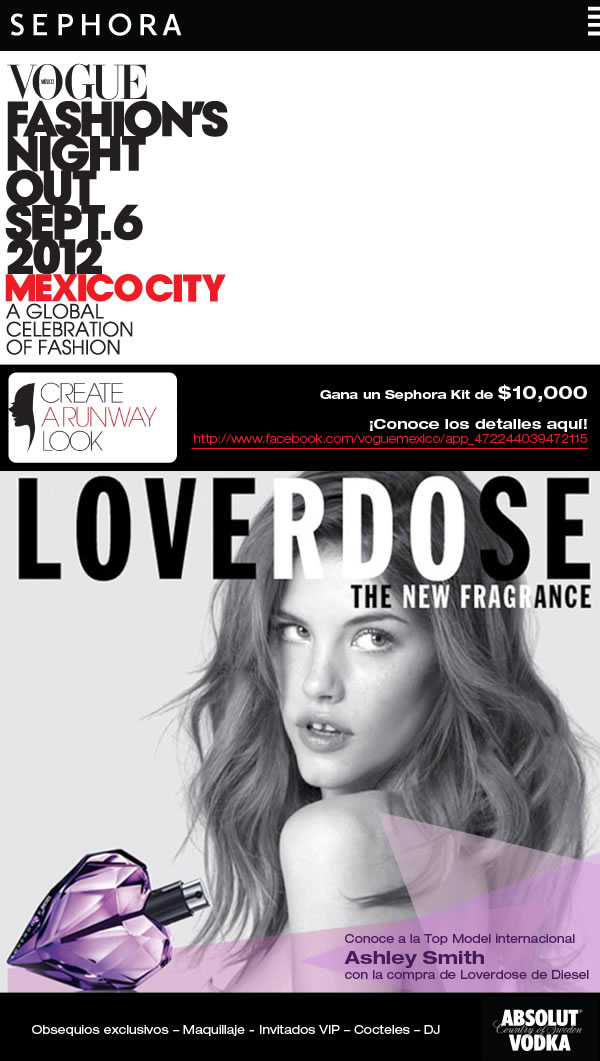 SEPHORA
VOGUE
MÉXICO
FASHION'S
NIGHT
OUT
SEPT. 6
2012
MEXICO CITY
A GLOBAL
CELEBRATION
OF FASHION
CREATE
A RUNWAY
LOOK
Gana un Sephora Kit de $10,000
¡Conoce los detalles aquí!
http://www.facebook.com/voguemexico/app_472244039472115
LOVERDOSE
THE NEW FRAGRANCE
Conoce a la Top Model internacional
Ashley Smith
con la compra de Loverdose de Diesel
Obsequios exclusivos – Maquillaje - Invitados VIP – Cocteles – DJ
ABSOLUT®
Country of Sweden
VODKA